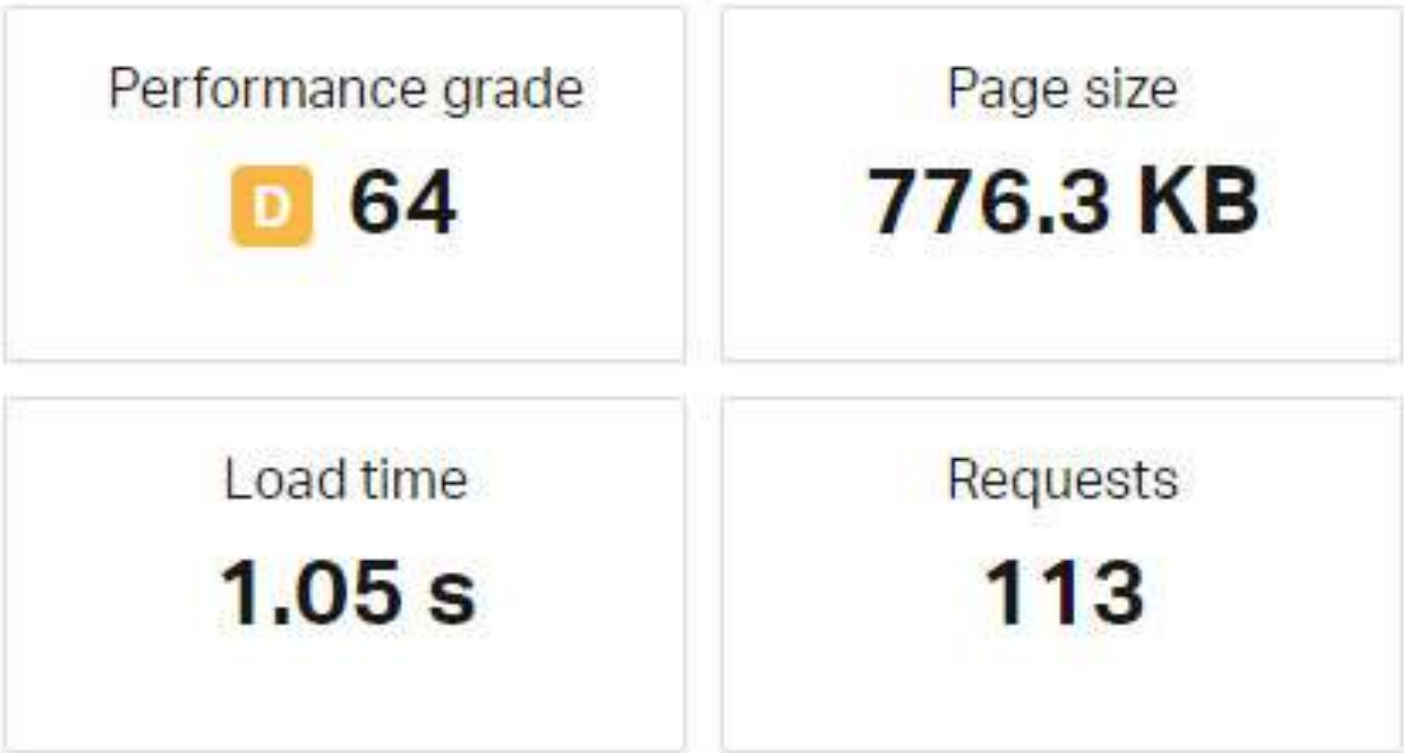 Performance grade
D 64
Page size
776.3 KB
Load time
1.05 s
Requests
113